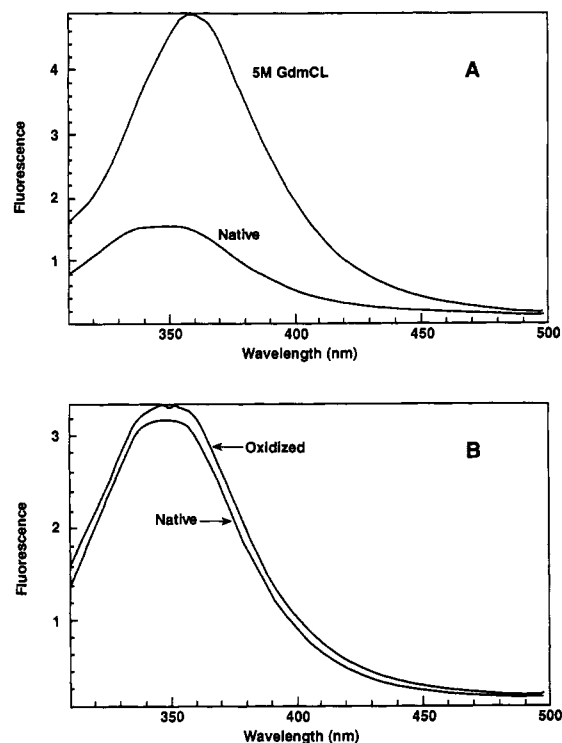 A
5M GdmCL
Native
Fluorescence
4
3
2
1
350
400
450
500
Wavelength (nm)
B
Oxidized
Native
Fluorescence
3
2
1
350
400
450
500
Wavelength (nm)